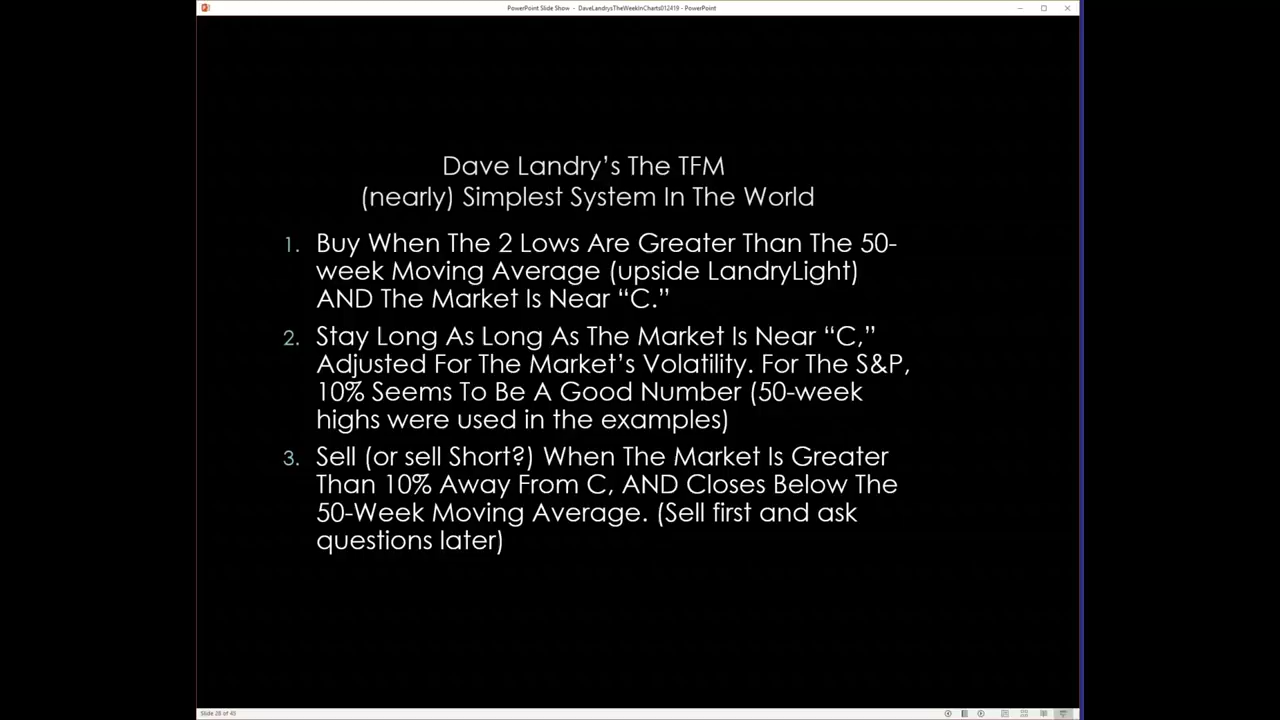 PowerPoint Slide Show - DaveLandrysTheWeekInCharts012419 - PowerPoint
Dave Landry’s The TFM
(nearly) Simplest System In The World
1. Buy When The 2 Lows Are Greater Than The 50-
week Moving Average (upside LandryLight)
AND The Market Is Near “C.”
2. Stay Long As Long As The Market Is Near “C,”
Adjusted For The Market’s Volatility. For The S&P,
10% Seems To Be A Good Number (50-week
highs were used in the examples)
3. Sell (or sell Short?) When The Market Is Greater
Than 10% Away From C, AND Closes Below The
50-Week Moving Average. (Sell first and ask
questions later)
Slide 28 of 45